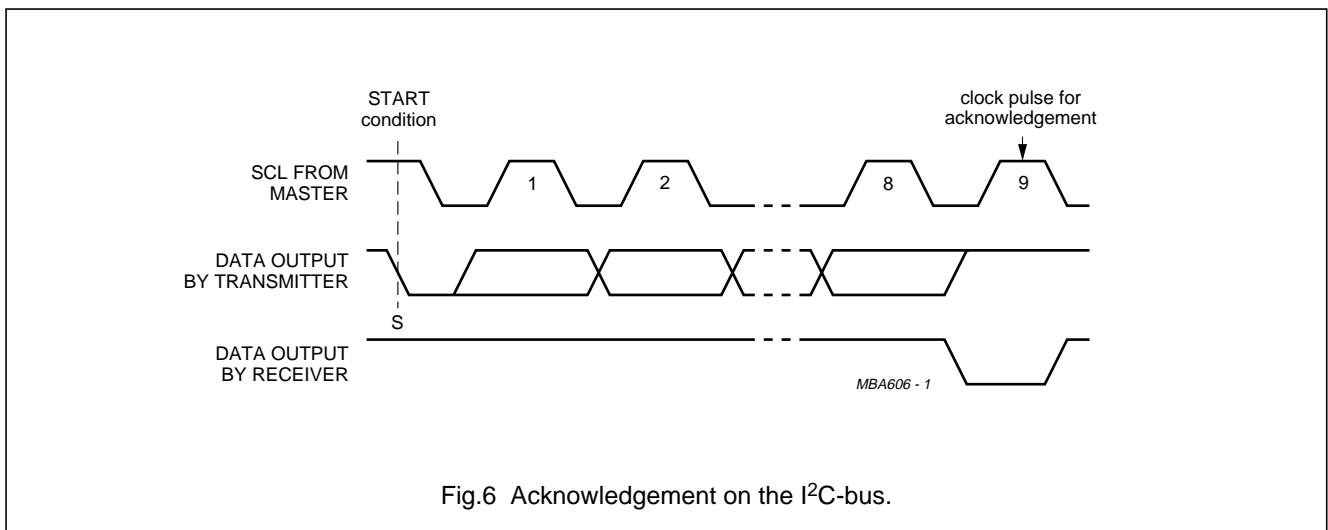 START
condition
clock pulse for
acknowledgement
SCL FROM
MASTER
1
2
8
9
DATA OUTPUT
BY TRANSMITTER
S
DATA OUTPUT
BY RECEIVER
MBA606 - 1
Fig.6 Acknowledgement on the I²C-bus.